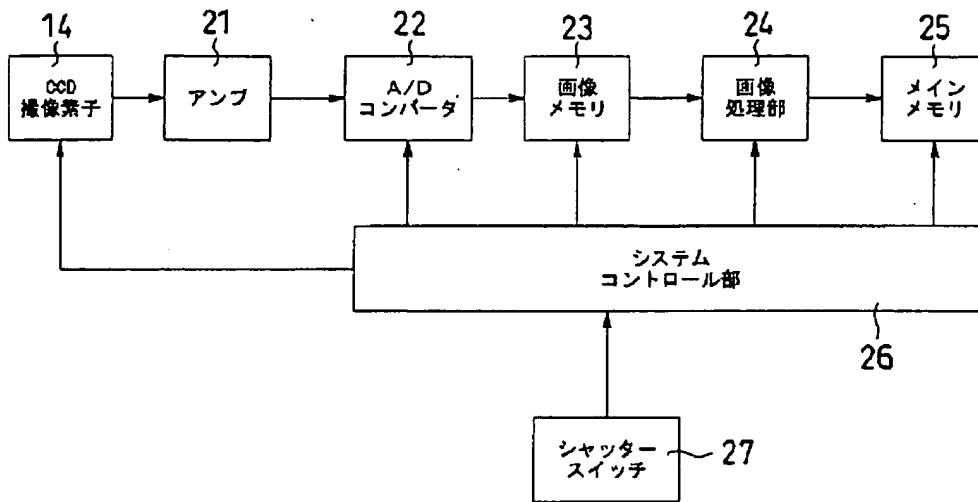 14
21
22
23
24
25
CCD
撮像素子
アンプ
A/D
コンバータ
画像
メモリ
画像
処理部
メイン
メモリ
システム
コントロール部
26
シャッター
スイッチ
27